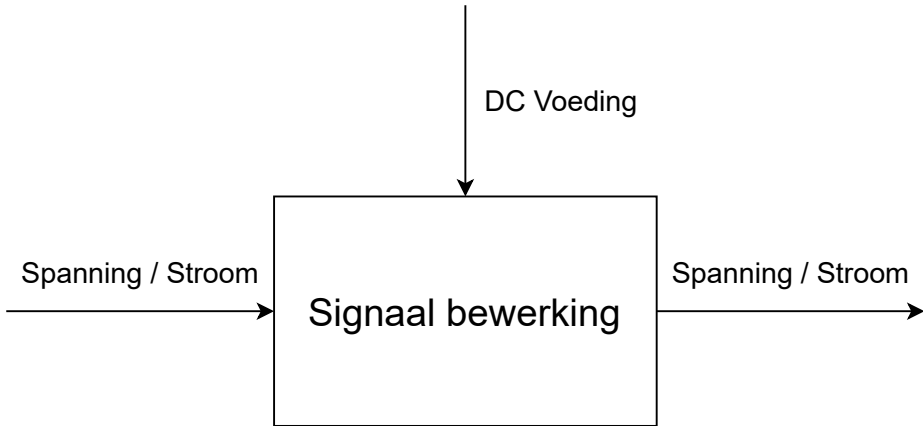 DC Voeding
Spanning / Stroom
Spanning / Stroom
Signaal bewerking